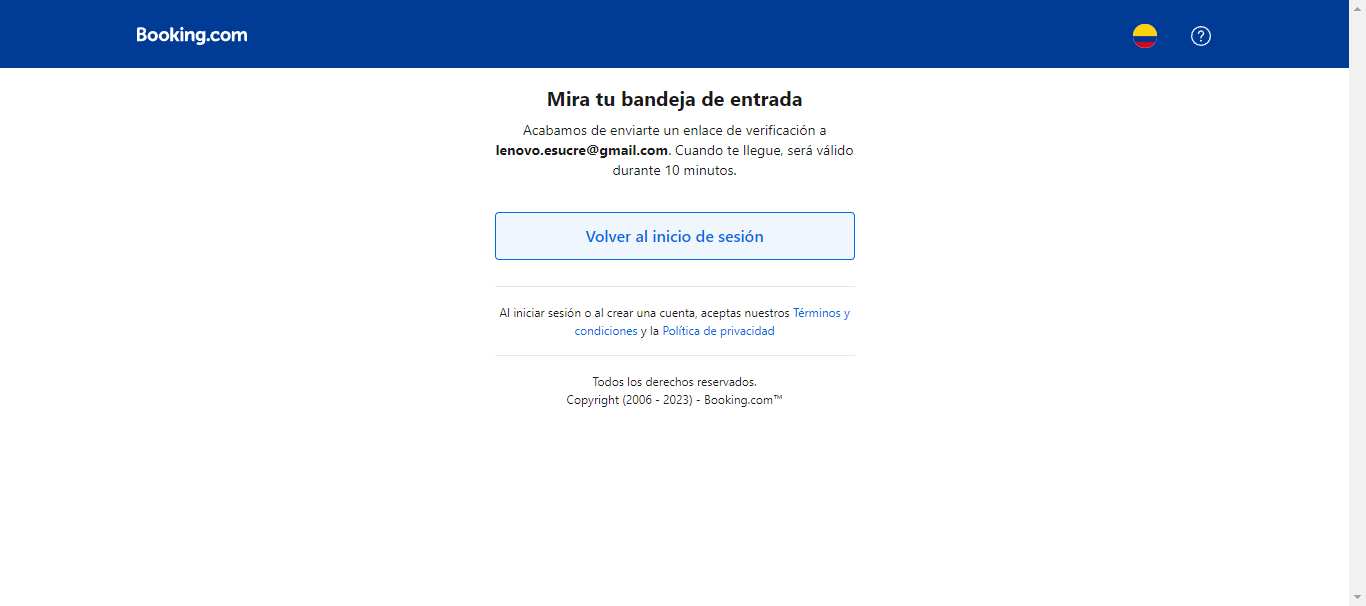 Booking.com
Mira tu bandeja de entrada
Acabamos de enviarte un enlace de verificación a
lenovo.esucre@gmail.com. Cuando te llegue, será válido
durante 10 minutos.
Volver al inicio de sesión
Al iniciar sesión o al crear una cuenta, aceptas nuestros Términos y
condiciones y la Política de privacidad
Todos los derechos reservados.
Copyright (2006 - 2023) - Booking.com™